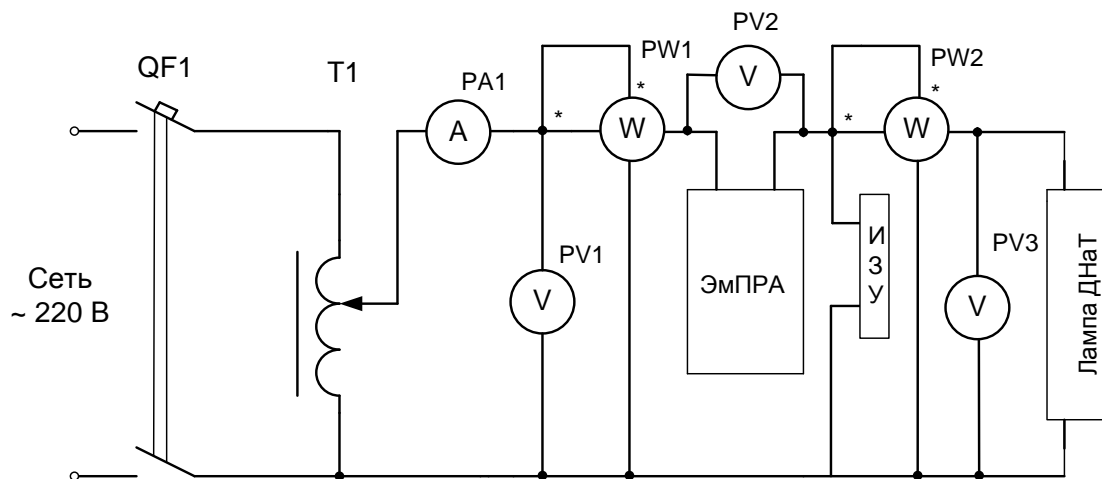 QF1
T1
PA1
A
*
PW1
*
W
PV2
V
*
PW2
*
W
Сеть
~ 220 В
PV1
V
ЭмПРА
И
З
У
PV3
V
Лампа ДНаТ